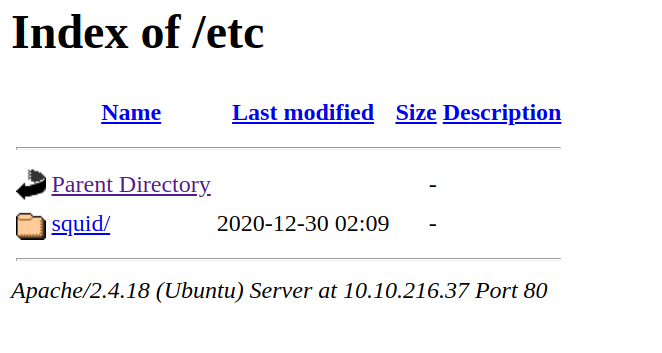 Index of /etc
Name Last modified Size Description
Parent Directory -
squid/ 2020-12-30 02:09 -
Apache/2.4.18 (Ubuntu) Server at 10.10.216.37 Port 80